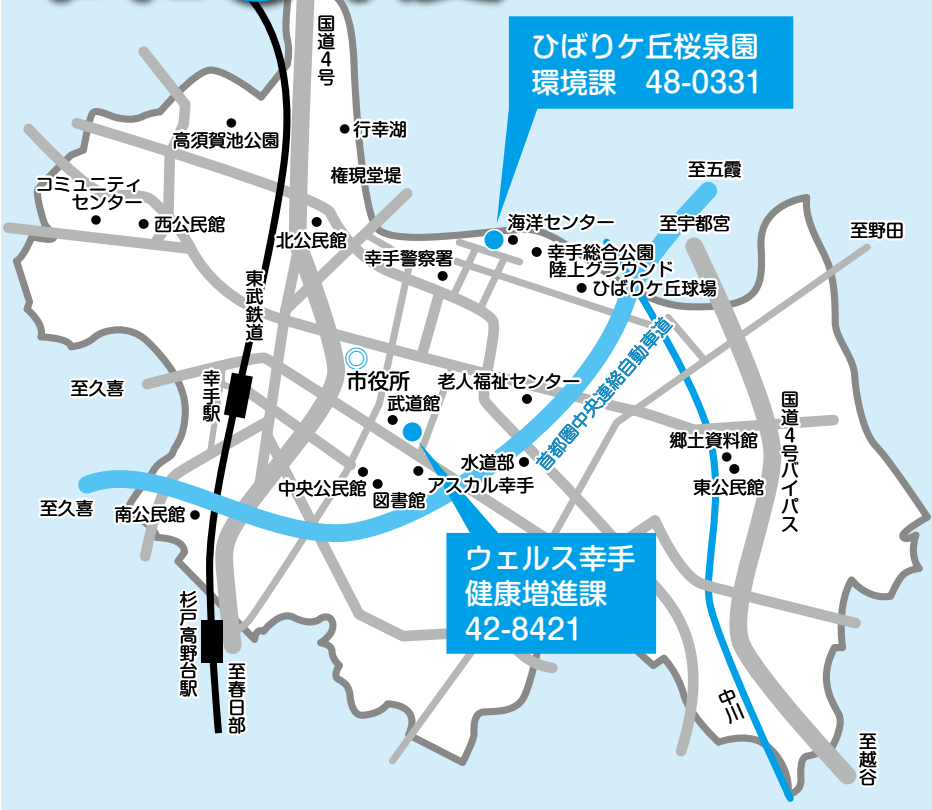 国道4号
ひばりケ丘桜泉園
環境課　48-0331
高須賀池公園
行幸湖
権現堂堤
至五霞
コミュニティ
センター
西公民館
北公民館
海洋センター
至宇都宮
至野田
幸手警察署
幸手総合公園
陸上グラウンド
ひばりケ丘球場
東武鉄道
首都圏中央連絡自動車道
市役所
老人福祉センター
至久喜
幸手駅
武道館
国道4号バイパス
郷土資料館
水道部
アスカル幸手
中央公民館
図書館
東公民館
至久喜
南公民館
ウェルス幸手
健康増進課
42-8421
杉戸高野台駅
至春日部
中川
至越谷